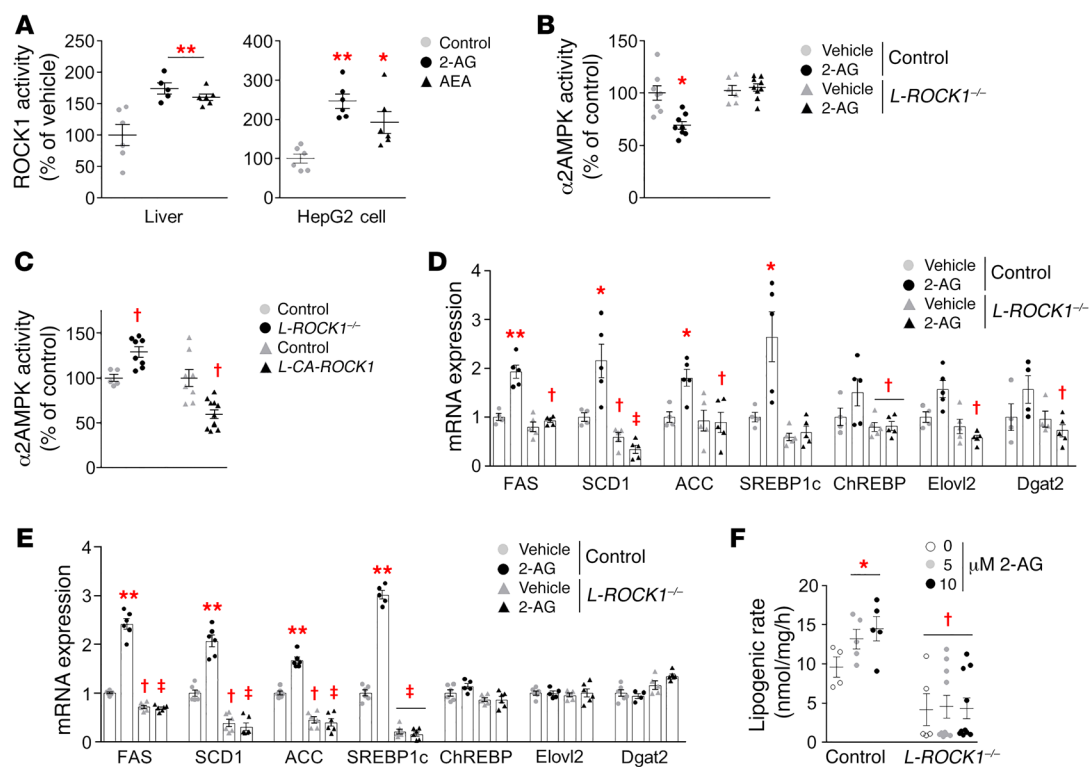 A
ROCK1 activity
(% of vehicle)
250
200
150
100
50
0
**
Liver
400
300
200
100
0
**
*
HepG2 cell
Control
2-AG
AEA
B
α2AMPK activity
(% of control)
150
100
50
0
*
Vehicle
2-AG
Control
Vehicle
2-AG
L-ROCK1–/–
C
α2AMPK activity
(% of control)
150
100
50
0
†
†
Control
L-ROCK1–/–
Control
L-CA-ROCK1
D
mRNA expression
4
3
2
1
0
**
†
*
†
‡
*
†
*
†
†
†
FAS
SCD1
ACC
SREBP1c
ChREBP
Elovl2
Dgat2
Vehicle
2-AG
Control
Vehicle
2-AG
L-ROCK1–/–
E
mRNA expression
4
3
2
1
0
**
†
‡
**
†
‡
**
†
‡
**
‡
FAS
SCD1
ACC
SREBP1c
ChREBP
Elovl2
Dgat2
Vehicle
2-AG
Control
Vehicle
2-AG
L-ROCK1–/–
F
Lipogenic rate
(nmol/mg/h)
20
15
10
5
0
*
†
Control
L-ROCK1–/–
0
5
10
μM 2-AG